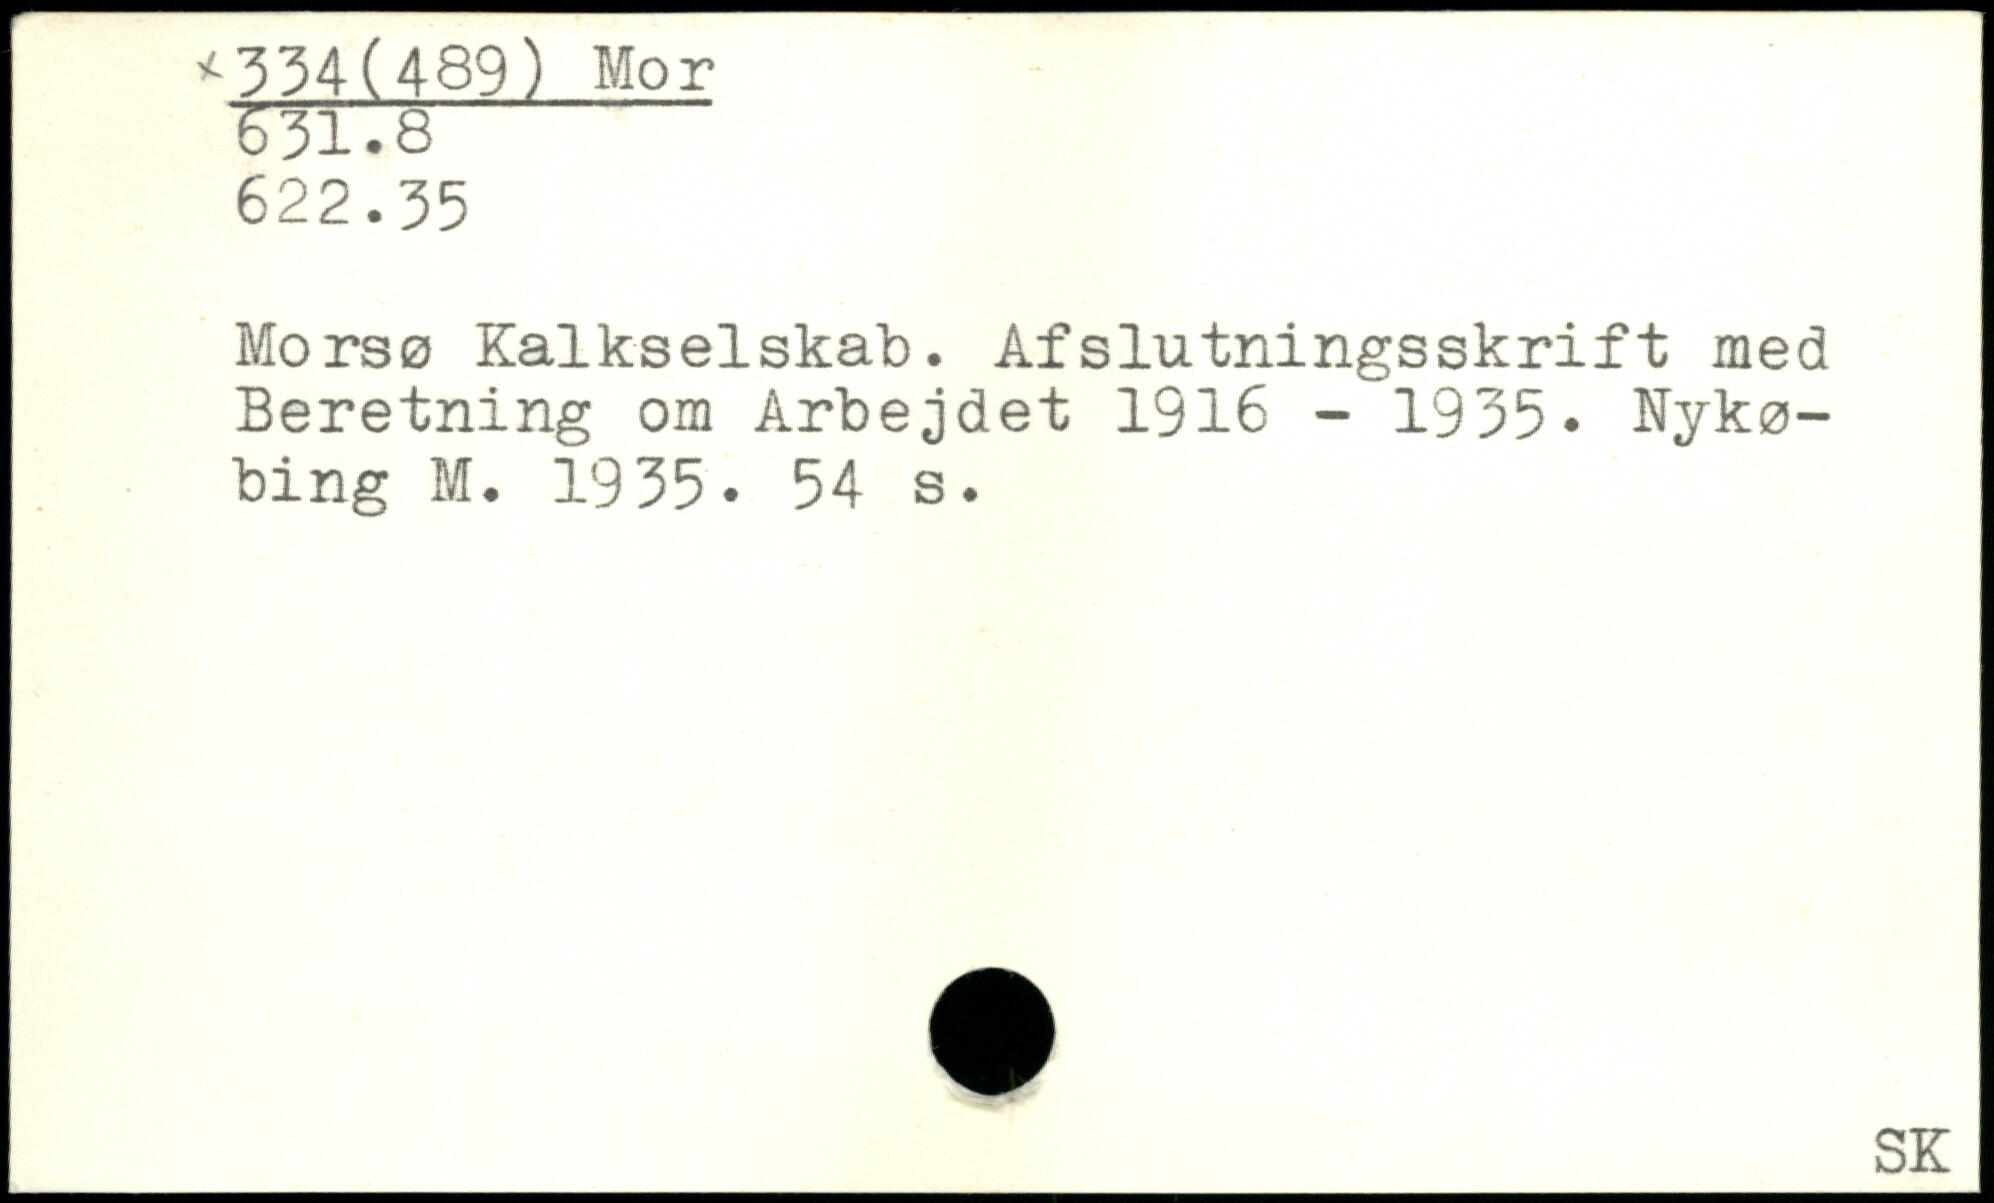 x334(489) Mor
631.8
622.35
Morsø Kalkselskab. Afslutningsskrift med
Beretning om Arbejdet 1916 - 1935. Nykø-
bing M. 1935. 54 s.
SK